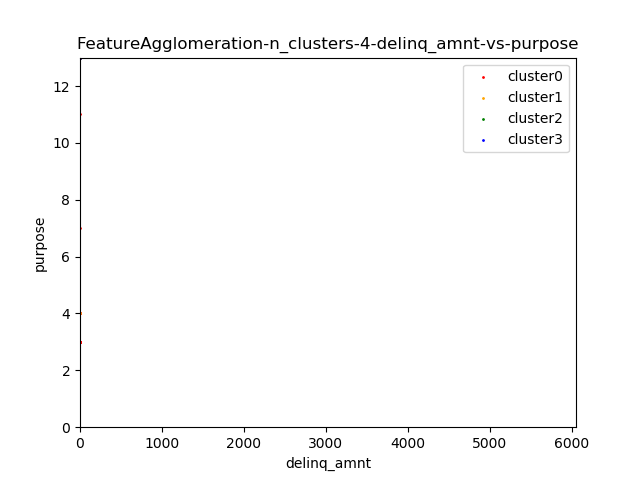 FeatureAgglomeration-n_clusters-4-delinq_amnt-vs-purpose
cluster0
cluster1
cluster2
cluster3
12
10
8
6
4
2
0
purpose
0 1000 2000 3000 4000 5000 6000
delinq_amnt